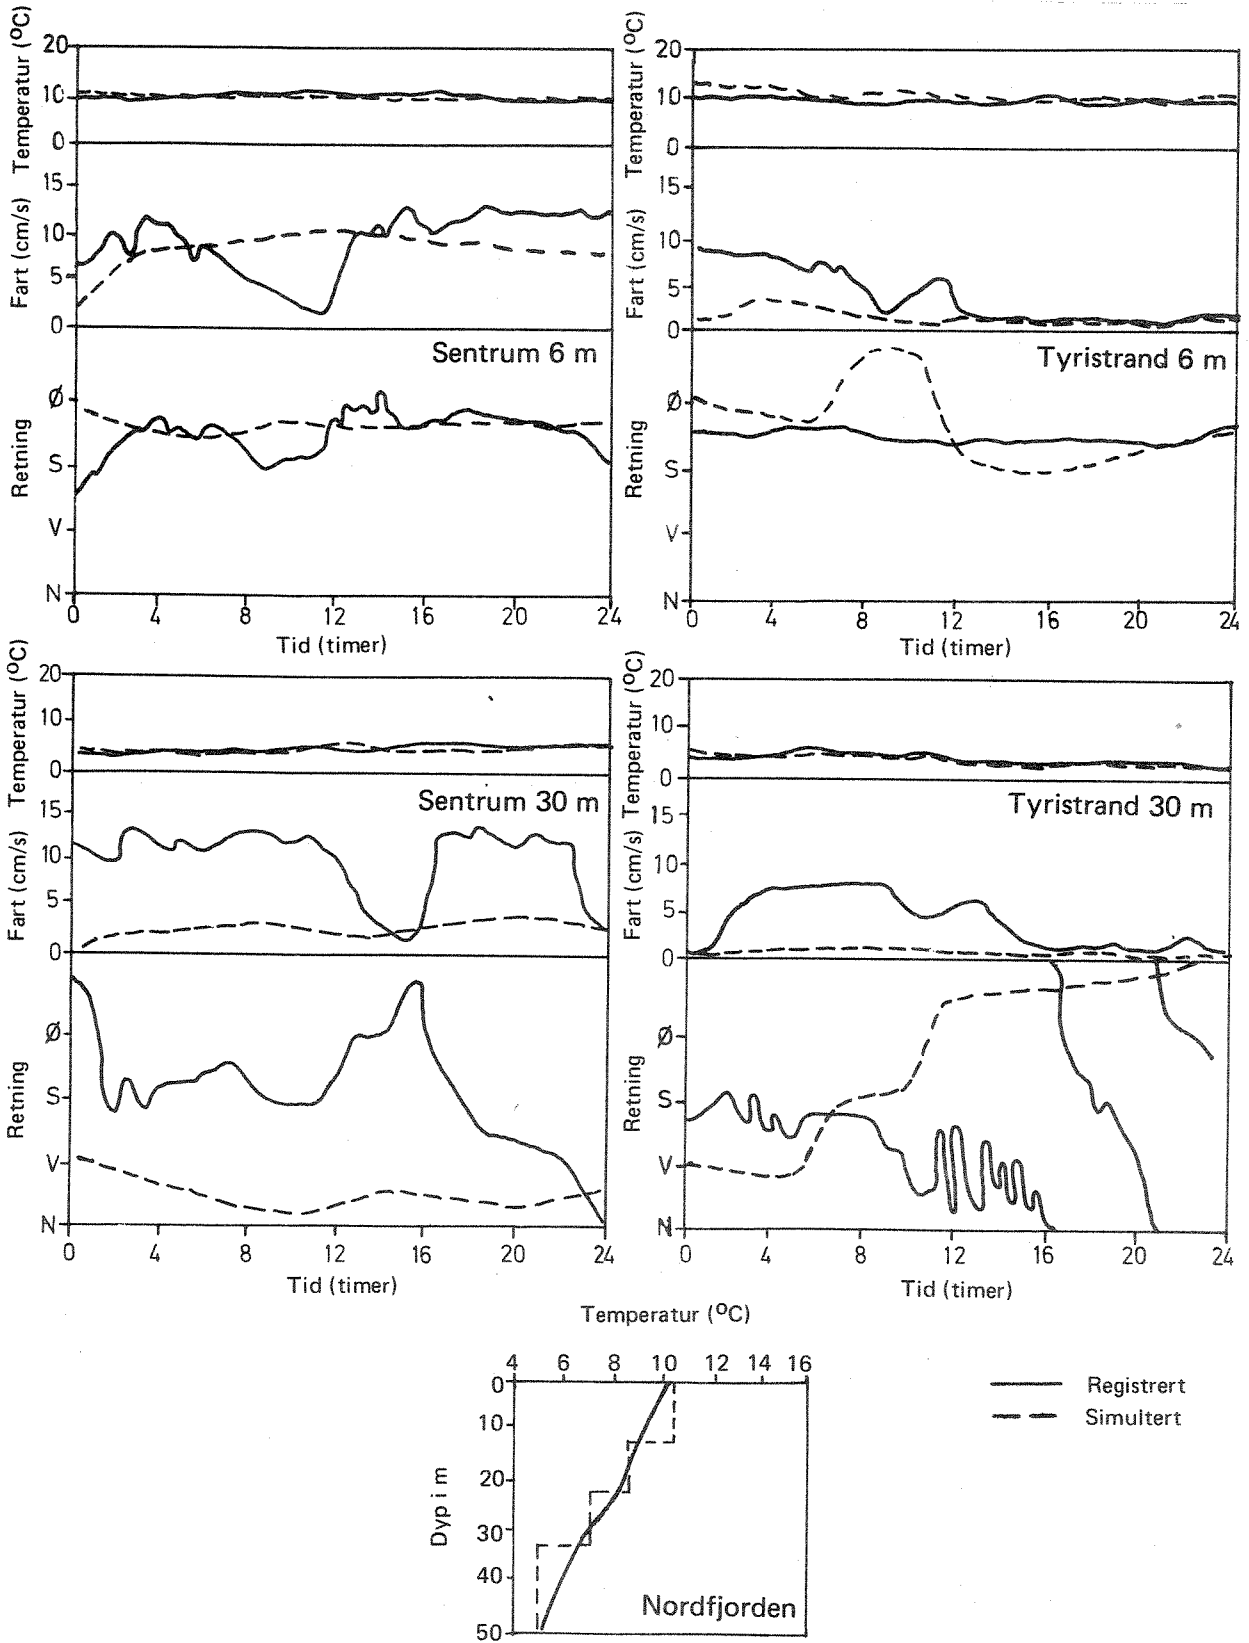 Temperatur (°C)
20
10
0
Fart (cm/s)
15
10
5
0
Sentrum 6 m
Retning
Ø
S
V
N
0 4 8 12 16 20 24
Tid (timer)
Temperatur (°C)
20
10
0
Fart (cm/s)
15
10
5
0
Tyristrand 6 m
Retning
Ø
S
V
N
0 4 8 12 16 20 24
Tid (timer)
Temperatur (°C)
20
10
0
Sentrum 30 m
Fart (cm/s)
15
10
5
0
Retning
Ø
S
V
N
0 4 8 12 16 20 24
Tid (timer)
Temperatur (°C)
20
10
0
Tyristrand 30 m
Fart (cm/s)
15
10
5
0
Retning
Ø
S
V
N
0 4 8 12 16 20 24
Tid (timer)
Temperatur (°C)
4 6 8 10 12 14 16
Dyp i m
0
10
20
30
40
50
Nordfjorden
Registrert
Simultert